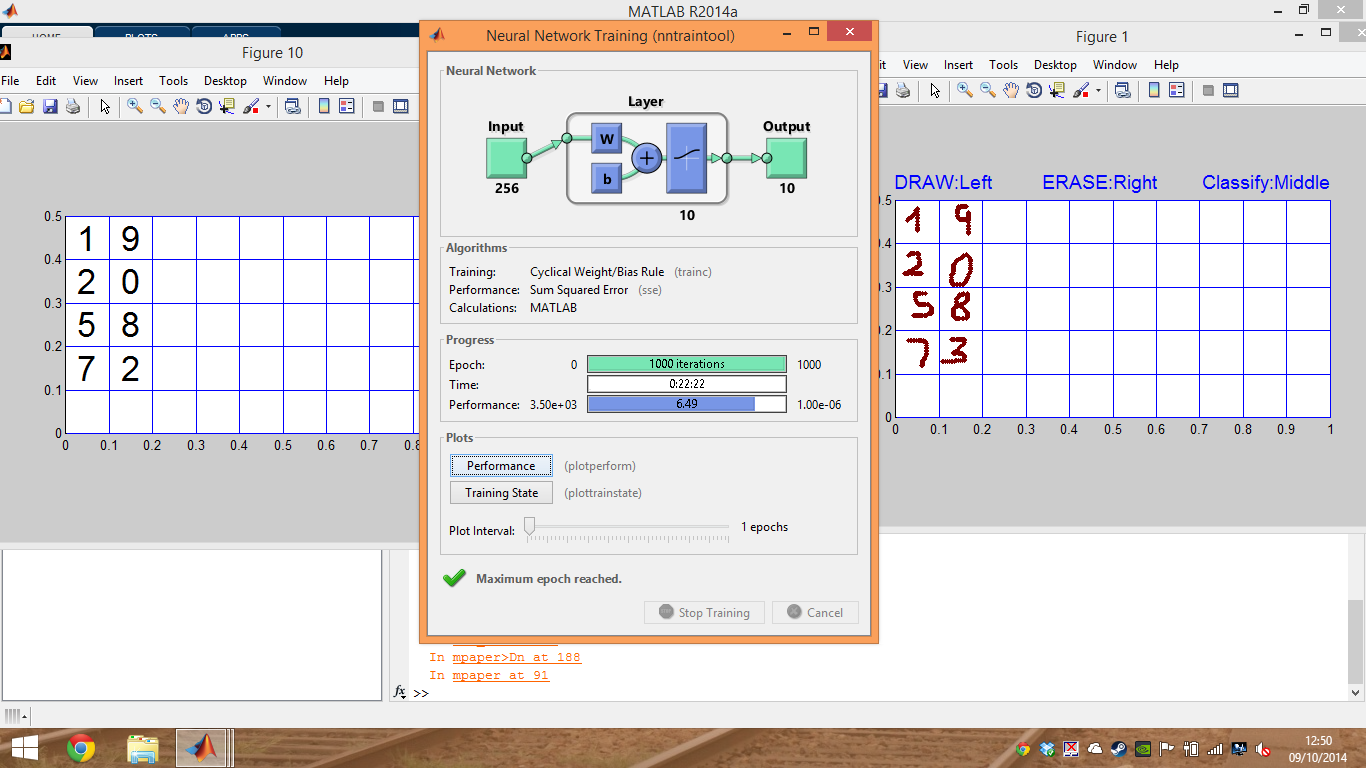 MATLAB R2014a
HOME PLOTS APPS
Figure 10
File Edit View Insert Tools Desktop Window Help
0.5
0.4
0.3
0.2
0.1
0
0 0.1 0.2 0.3 0.4 0.5 0.6 0.7
1 9
2 0
5 8
7 2
Neural Network Training (nntraintool)
Neural Network
Layer
Input Output
W
b
+
256 10
10
Algorithms
Training: Cyclical Weight/Bias Rule (trainc)
Performance: Sum Squared Error (sse)
Calculations: MATLAB
Progress
Epoch: 0 1000 iterations 1000
Time: 0:22:22
Performance: 3.50e+03 6.49 1.00e-06
Plots
Performance (plotperform)
Training State (plottrainstate)
Plot Interval: 1 epochs
Maximum epoch reached.
Stop Training Cancel
Figure 1
View Insert Tools Desktop Window Help
DRAW:Left ERASE:Right Classify:Middle
0.5
0.4
0.3
0.2
0.1
0
0 0.1 0.2 0.3 0.4 0.5 0.6 0.7 0.8 0.9 1
1 9
2 0
5 8
7 3
In mpaper>Dn at 188
In mpaper at 91
fx >>
12:50
09/10/2014